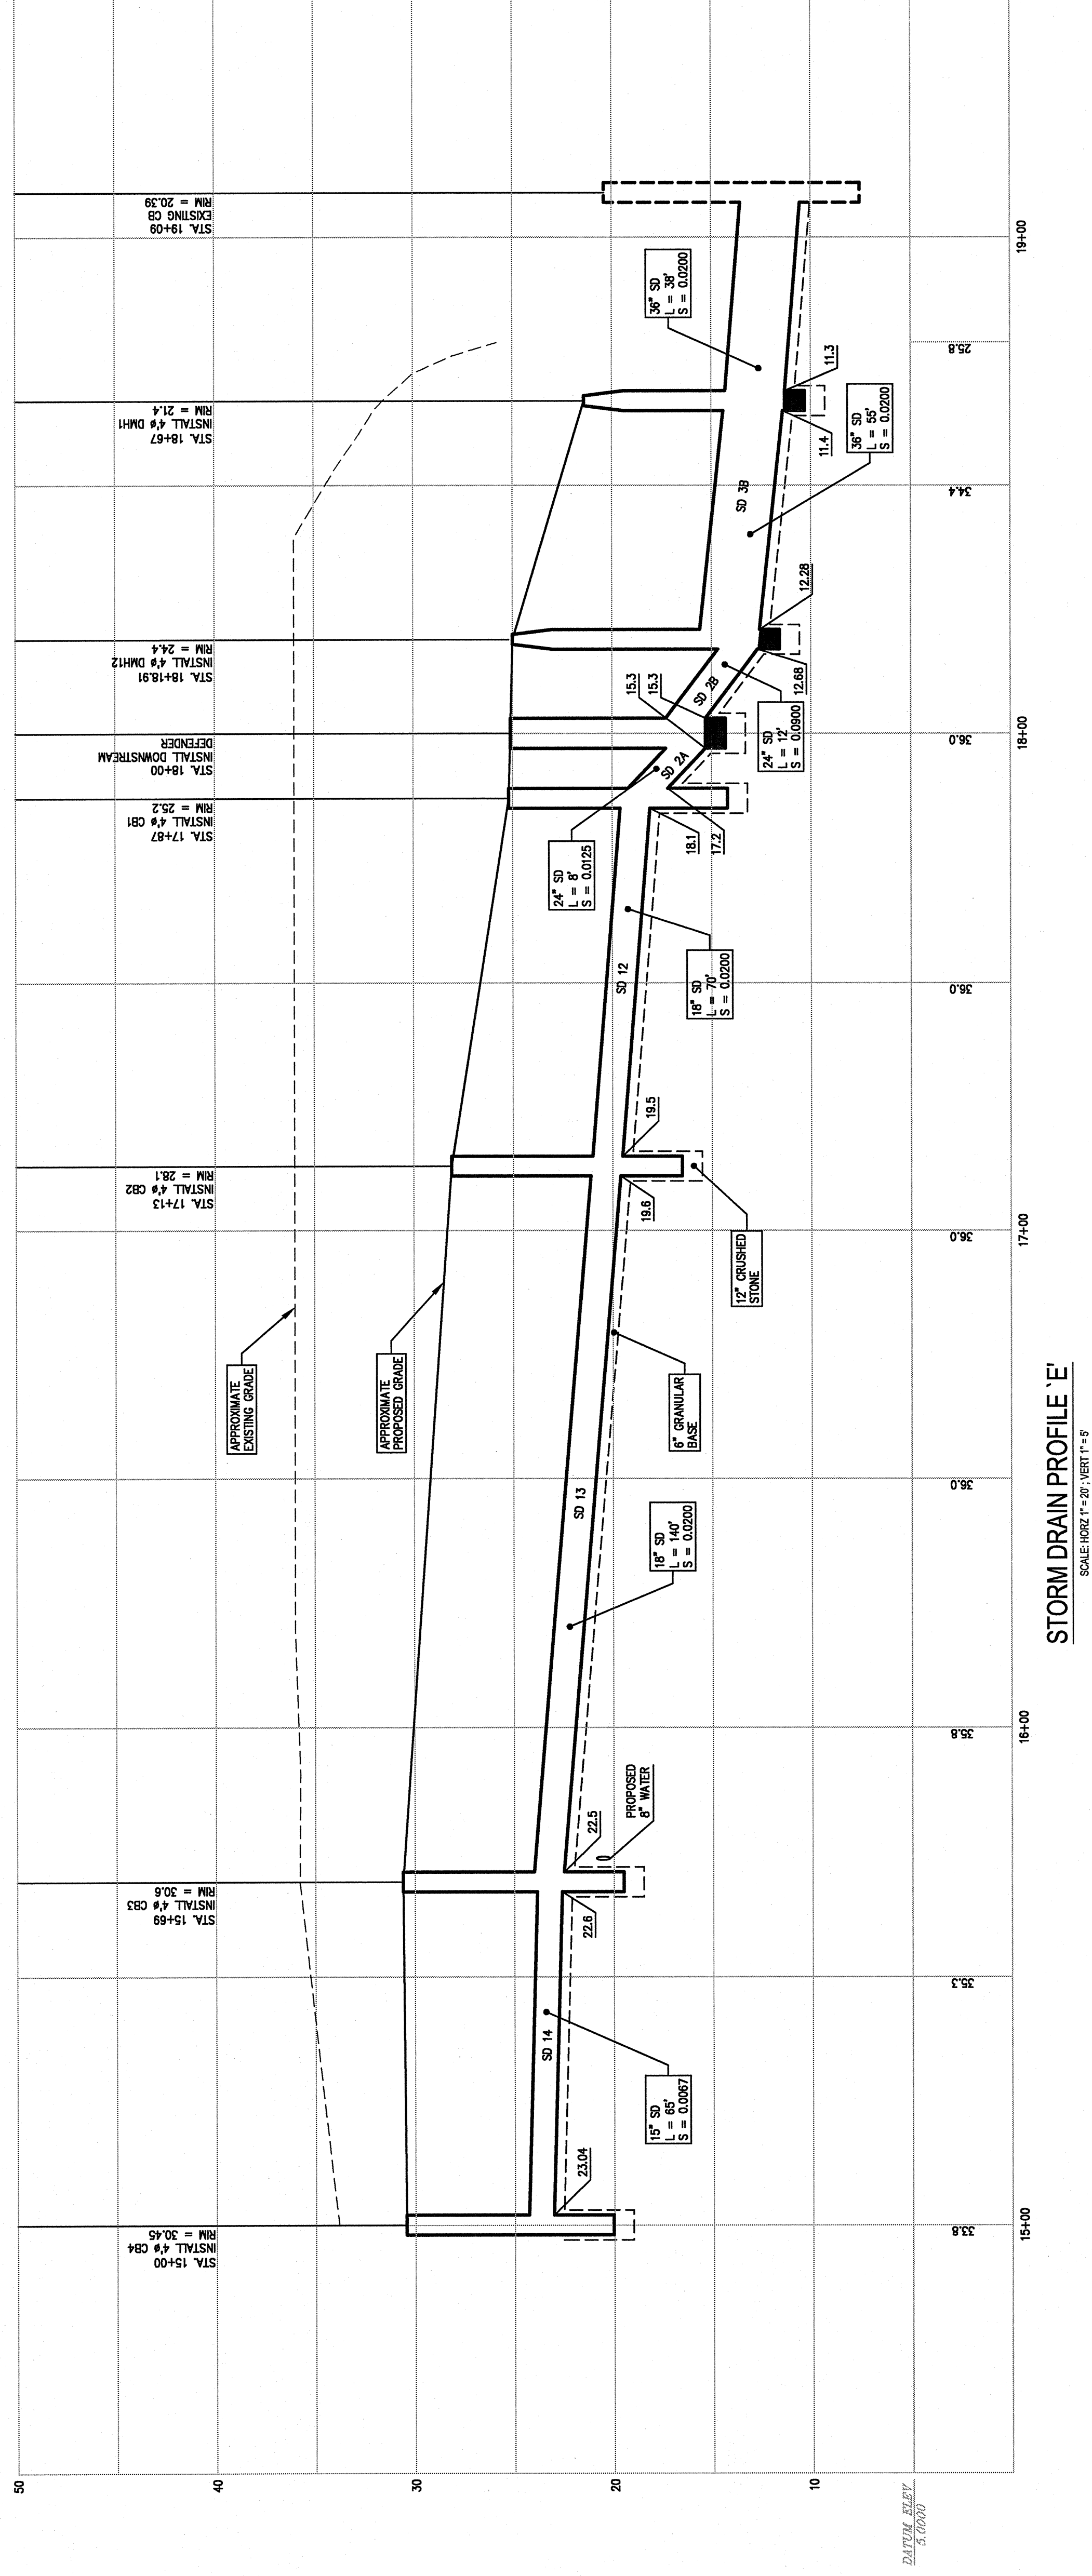 50
40
30
20
10
DATUM ELEV
5.0000
STA. 15+00
INSTALL 4'ø CB4
RIM = 30.45
STA. 15+69
INSTALL 4'ø CB3
RIM = 30.6
STA. 17+13
INSTALL 4'ø CB2
RIM = 28.1
STA. 17+87
INSTALL 4'ø CB1
RIM = 25.2
STA. 18+00
INSTALL DOWNSTREAM
DEFENDER
STA. 18+18.91
INSTALL 4'ø DMH12
RIM = 24.4
STA. 18+67
INSTALL 4'ø DMH1
RIM = 21.4
STA. 19+09
EXISTING CB
RIM = 20.39
APPROXIMATE
EXISTING GRADE
APPROXIMATE
PROPOSED GRADE
SD 14
23.04
15" SD
L = 65'
S = 0.0067
22.6
22.5
PROPOSED
8" WATER
SD 13
18" SD
L = 140'
S = 0.0200
6" GRANULAR
BASE
19.6
19.5
12" CRUSHED
STONE
SD 12
18" SD
L = 70'
S = 0.0200
24" SD
L = 8'
S = 0.0125
18.1
17.2
SD 2A
15.3
15.3
SD 2B
24" SD
L = 12'
S = 0.0900
12.68
12.28
SD 3B
36" SD
L = 55'
S = 0.0200
11.4
11.3
36" SD
L = 38'
S = 0.0200
33.8
35.3
35.8
36.0
36.0
36.0
36.0
34.4
25.8
15+00
16+00
17+00
18+00
19+00
STORM DRAIN PROFILE `E'
SCALE: HORZ 1" = 20' ; VERT 1" = 5'